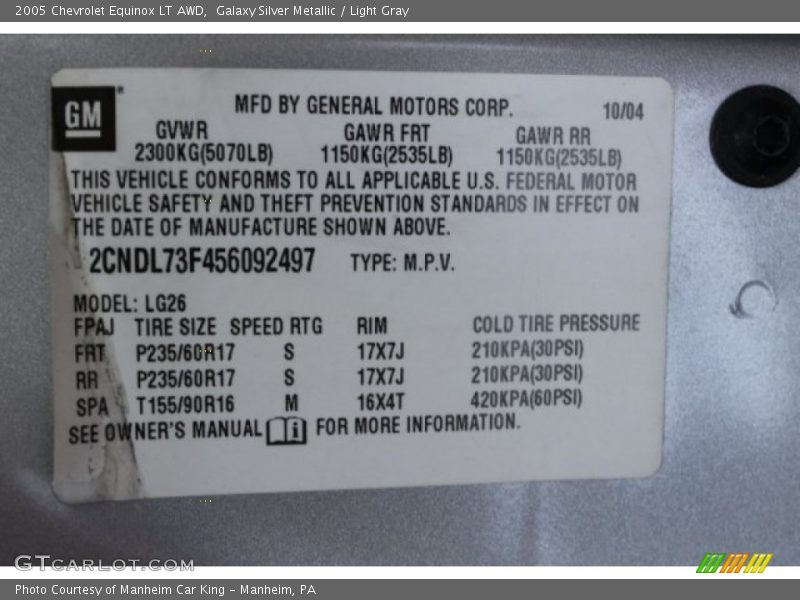 2005 Chevrolet Equinox LT AWD,  Galaxy Silver Metallic / Light Gray
GM
MFD BY GENERAL MOTORS CORP. 10/04
GVWR GAWR FRT GAWR RR
2300KG(5070LB) 1150KG(2535LB) 1150KG(2535LB)
THIS VEHICLE CONFORMS TO ALL APPLICABLE U.S. FEDERAL MOTOR
VEHICLE SAFETY AND THEFT PREVENTION STANDARDS IN EFFECT ON
THE DATE OF MANUFACTURE SHOWN ABOVE.
2CNDL73F456092497 TYPE: M.P.V.
MODEL: LG26
FPAJ TIRE SIZE SPEED RTG RIM COLD TIRE PRESSURE
FRT P235/60R17 S 17X7J 210KPA(30PSI)
RR P235/60R17 S 17X7J 210KPA(30PSI)
SPA T155/90R16 M 16X4T 420KPA(60PSI)
SEE OWNER'S MANUAL i FOR MORE INFORMATION.
GTCARLOT.COM
Photo Courtesy of Manheim Car King - Manheim, PA